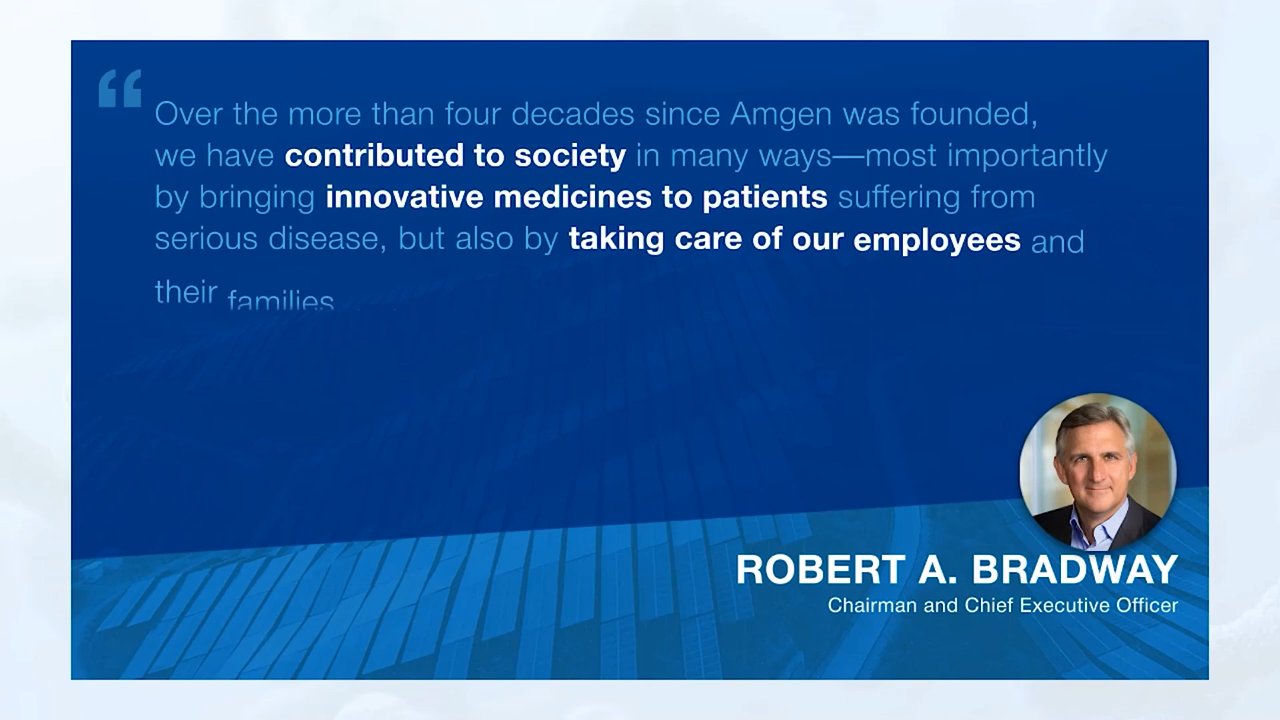 “
Over the more than four decades since Amgen was founded,
we have contributed to society in many ways—most importantly
by bringing innovative medicines to patients suffering from
serious disease, but also by taking care of our employees and
their families
ROBERT A. BRADWAY
Chairman and Chief Executive Officer